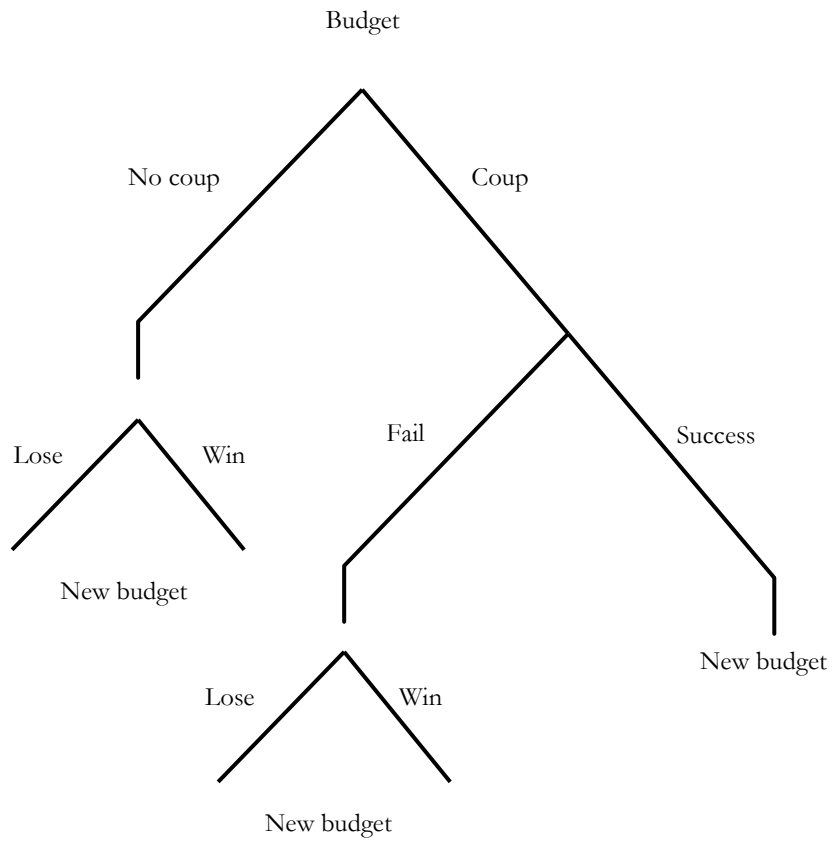 Budget
No coup
Coup
Fail
Success
Lose
Win
New budget
New budget
Lose
Win
New budget